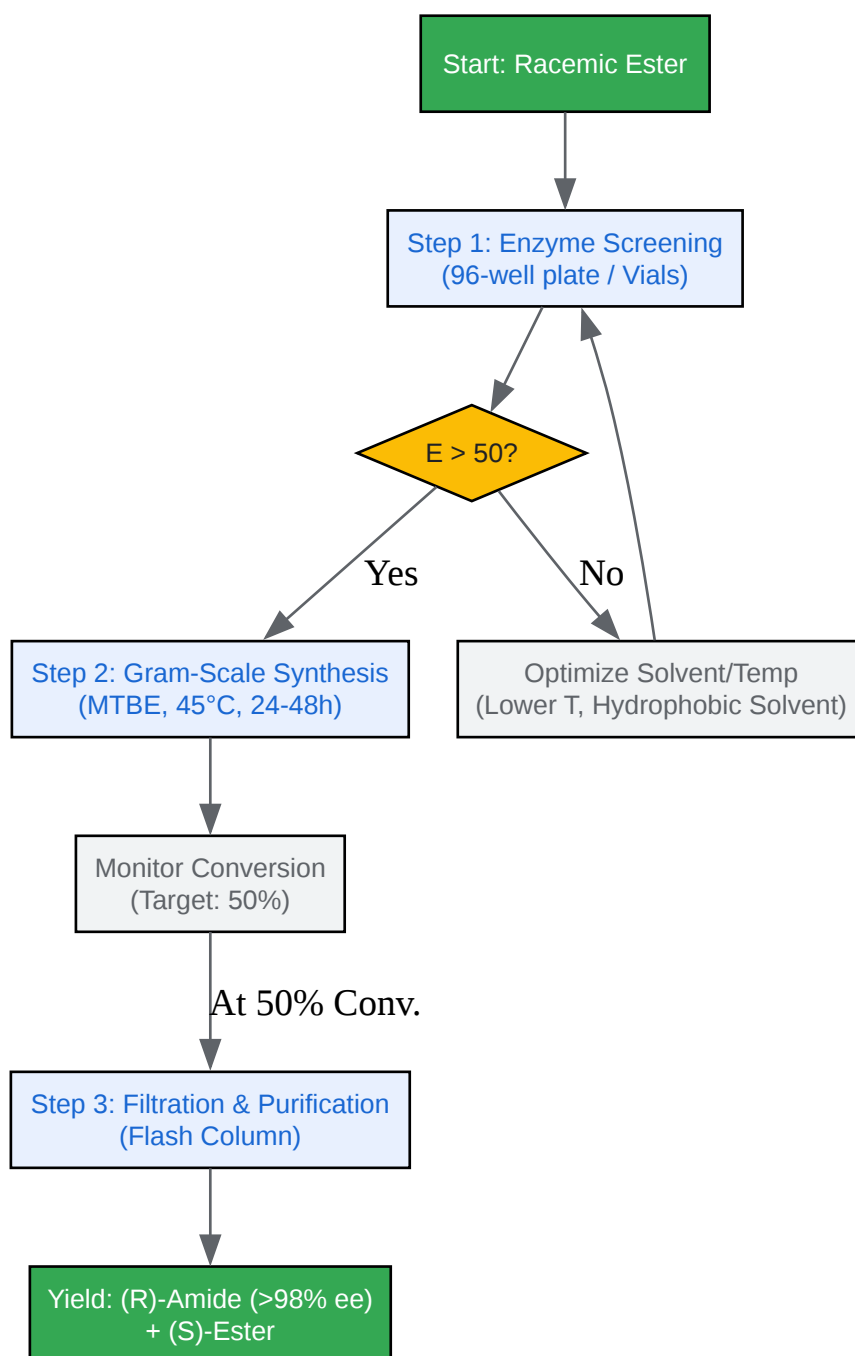 Start: Racemic Ester
Step 1: Enzyme Screening
(96-well plate / Vials)
E > 50?
Yes
No
Step 2: Gram-Scale Synthesis
(MTBE, 45°C, 24-48h)
Optimize Solvent/Temp
(Lower T, Hydrophobic Solvent)
Monitor Conversion
(Target: 50%)
At 50% Conv.
Step 3: Filtration & Purification
(Flash Column)
Yield: (R)-Amide (>98% ee)
+ (S)-Ester